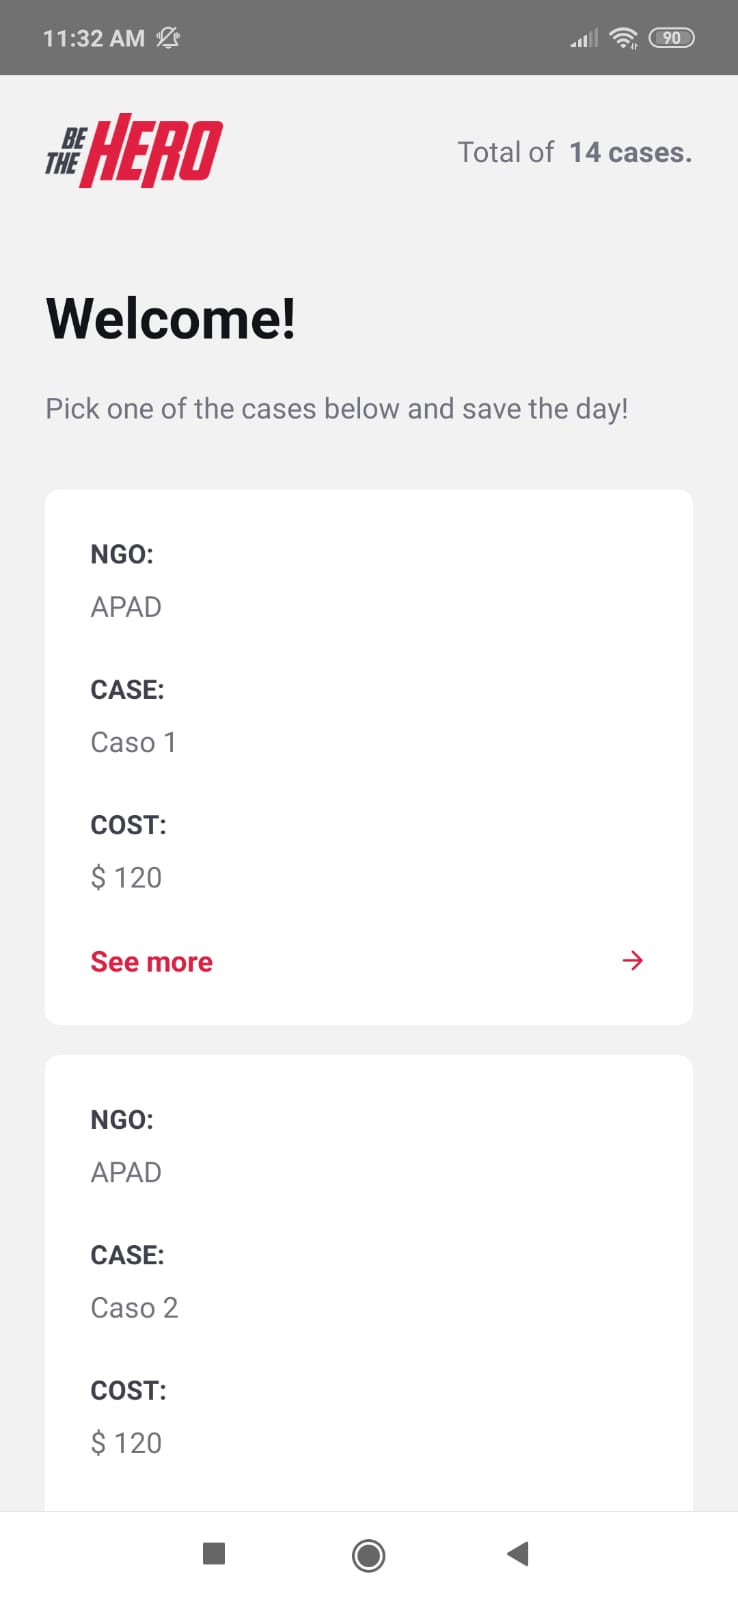 11:32 AM
90
BE
THE HERO
Total of 14 cases.
Welcome!
Pick one of the cases below and save the day!
NGO:
APAD
CASE:
Caso 1
COST:
$ 120
See more
NGO:
APAD
CASE:
Caso 2
COST:
$ 120